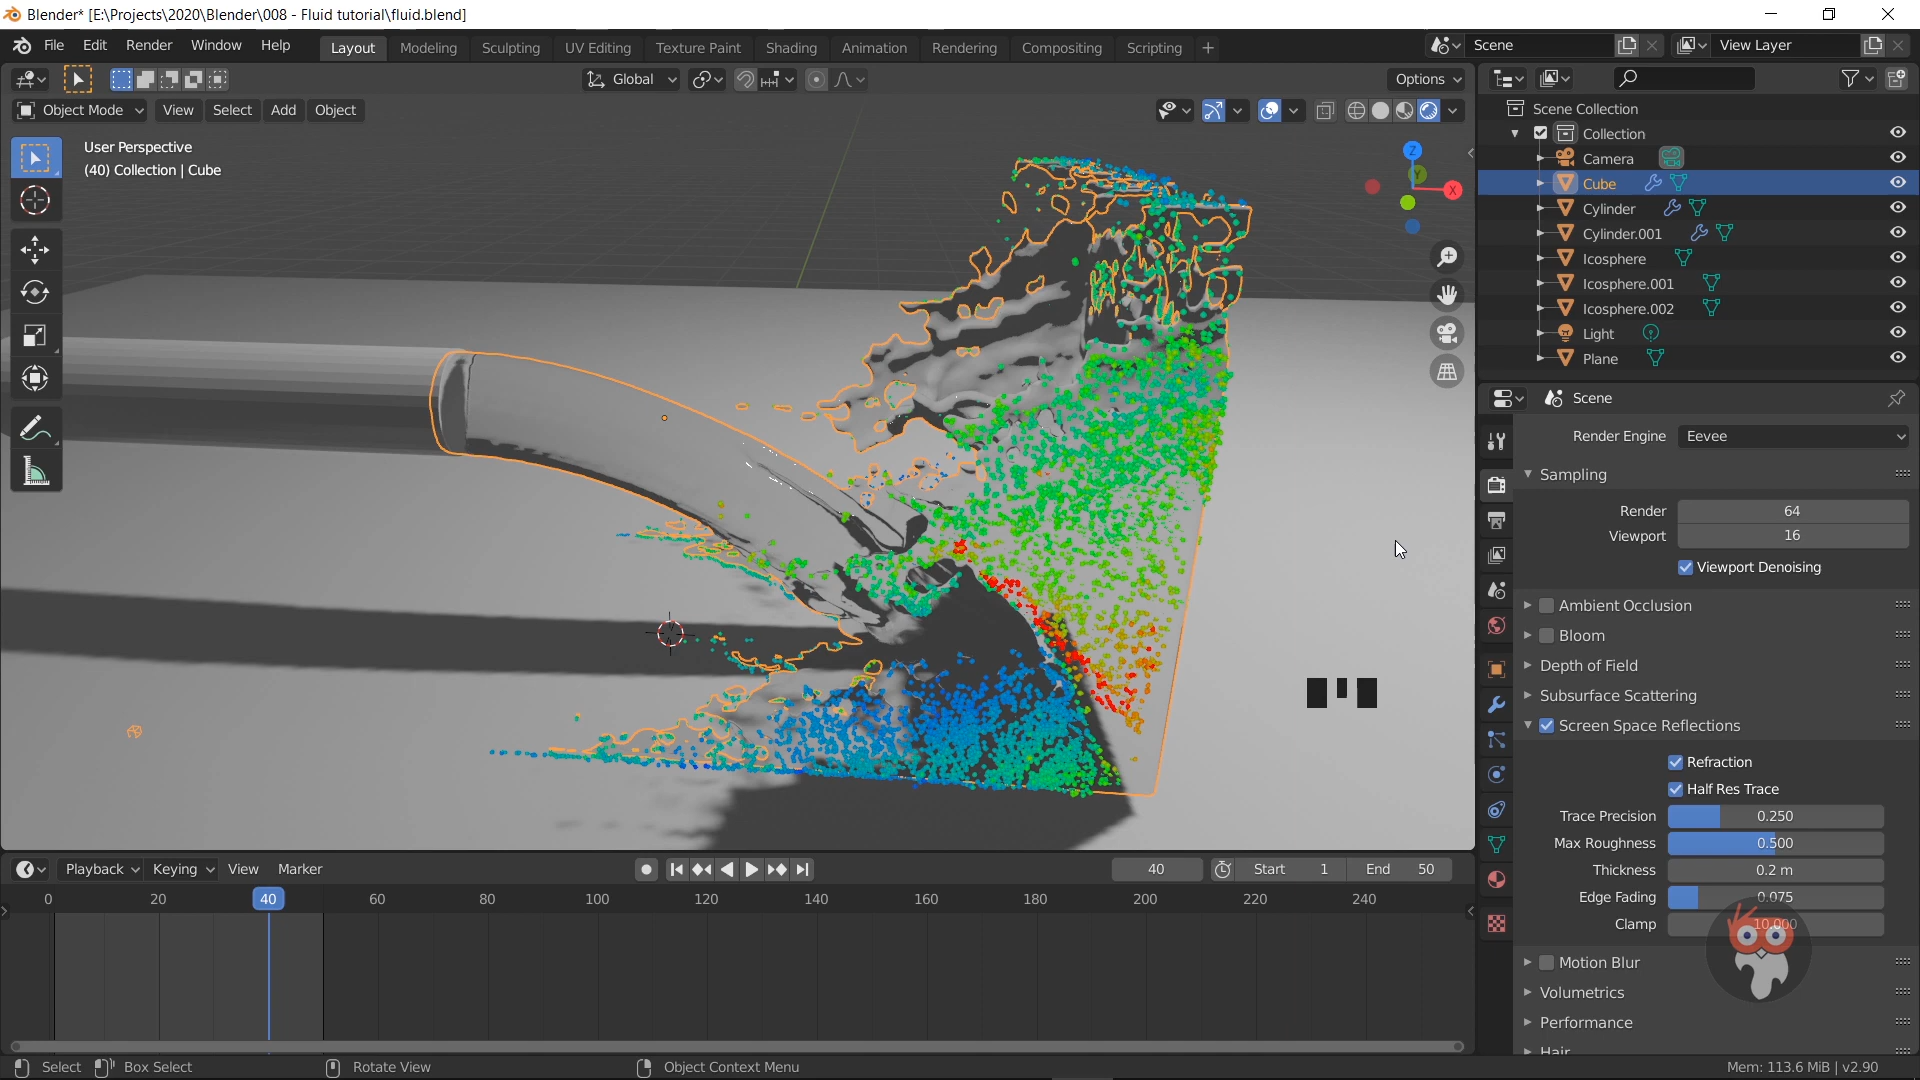 Blender* [E:\Projects\2020\Blender\008 - Fluid tutorial\fluid.blend]
File Edit Render Window Help
Layout Modeling Sculpting UV Editing Texture Paint Shading Animation Rendering Compositing Scripting +
Scene
View Layer
Global
Options
Object Mode View Select Add Object
User Perspective
(40) Collection | Cube
Z
Y
X
Scene Collection
Collection
Camera
Cube
Cylinder
Cylinder.001
Icosphere
Icosphere.001
Icosphere.002
Light
Plane
Scene
Render Engine Eevee
Sampling
Render 64
Viewport 16
Viewport Denoising
Ambient Occlusion
Bloom
Depth of Field
Subsurface Scattering
Screen Space Reflections
Refraction
Half Res Trace
Trace Precision 0.250
Max Roughness 0.500
Thickness 0.2 m
Edge Fading 0.075
Clamp 10.000
Motion Blur
Volumetrics
Performance
Hair
Playback Keying View Marker
40 Start 1 End 50
0 20 40 60 80 100 120 140 160 180 200 220 240
Select Box Select Rotate View Object Context Menu
Mem: 113.6 MiB | v2.90